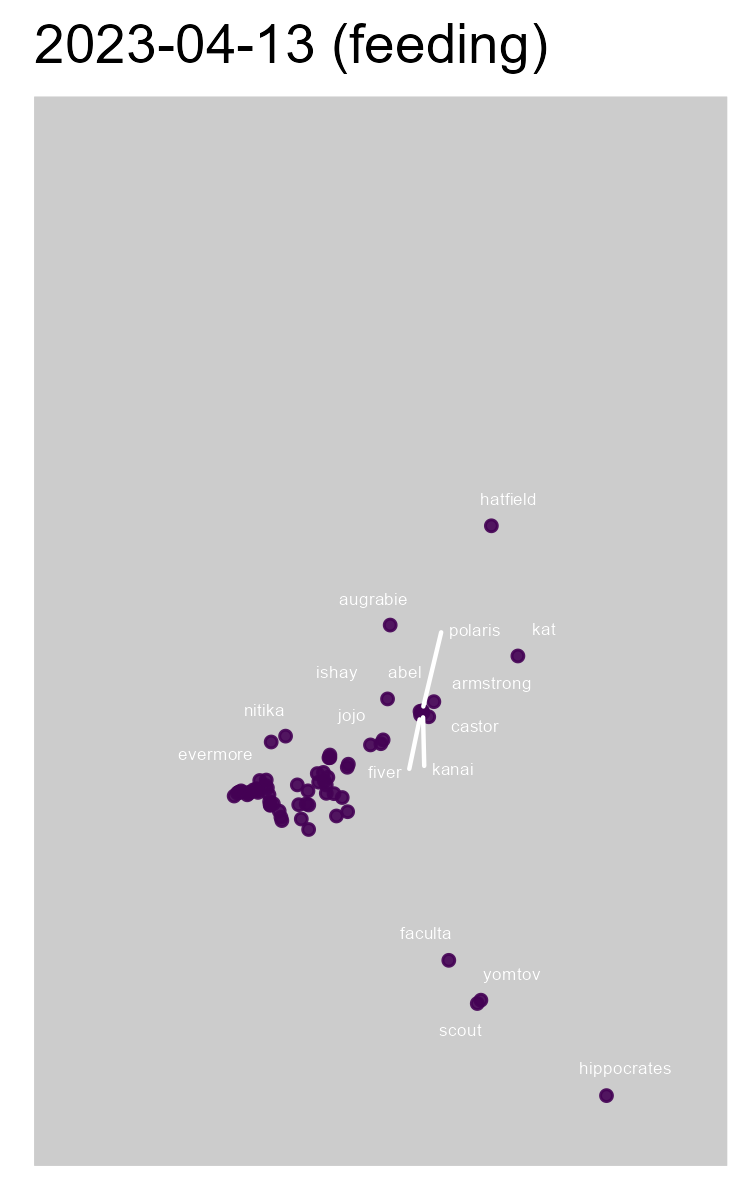 2023-04-13 (feeding)
hatfield
augrabie
polaris
kat
ishay
abel
armstrong
nitika
jojo
castor
evermore
fiver
kanai
faculta
yomtov
scout
hippocrates